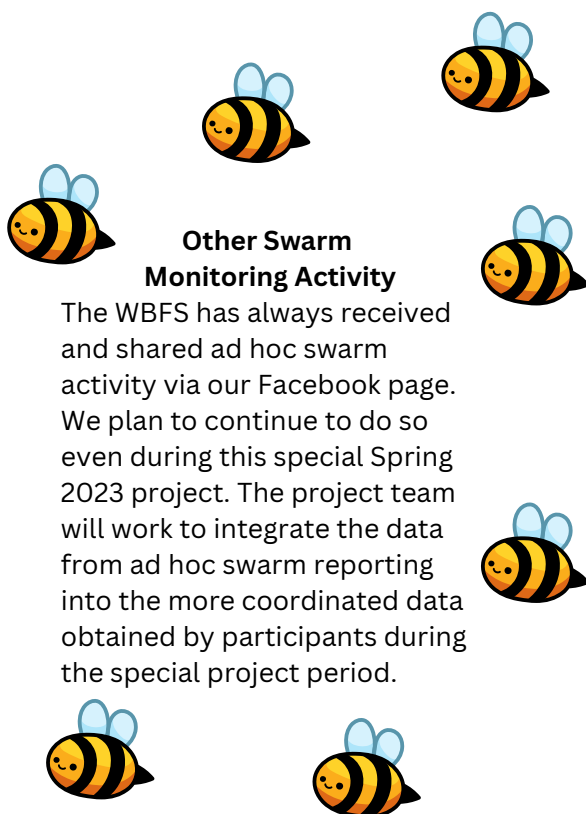 Other Swarm
Monitoring Activity
The WBFS has always received
and shared ad hoc swarm
activity via our Facebook page.
We plan to continue to do so
even during this special Spring
2023 project. The project team
will work to integrate the data
from ad hoc swarm reporting
into the more coordinated data
obtained by participants during
the special project period.